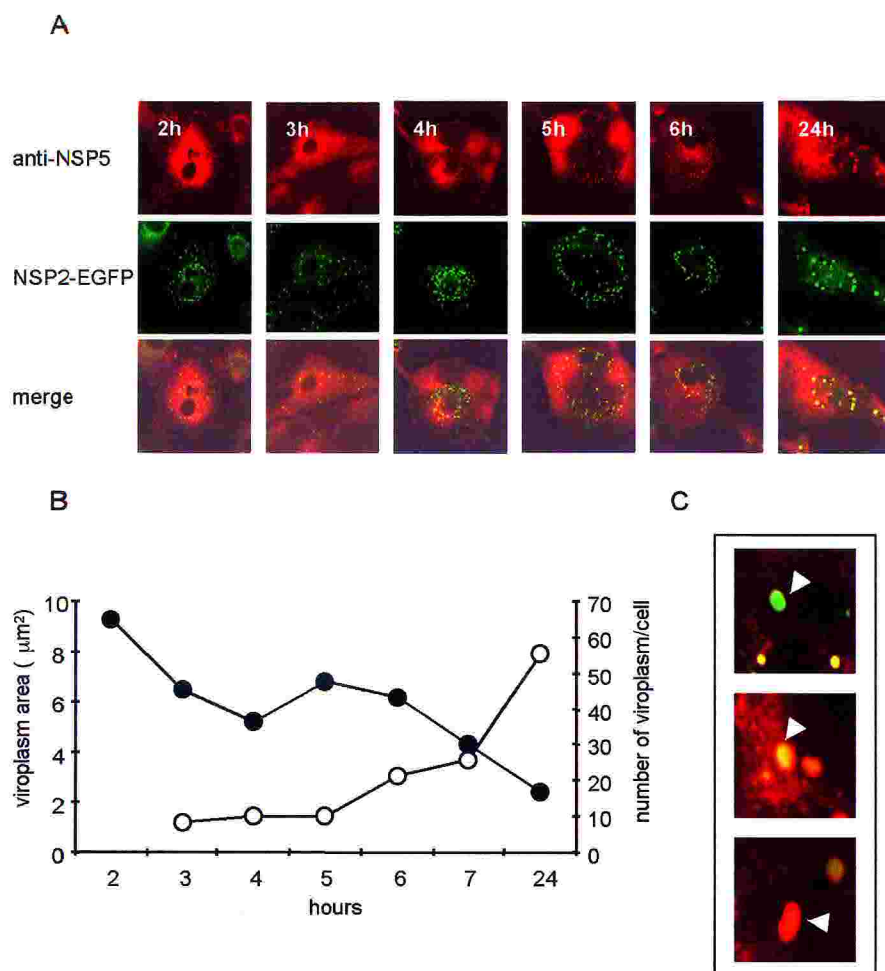 A
2h 3h 4h 5h 6h 24h
anti-NSP5
NSP2-EGFP
merge
B
C
10 8 6 4 2 0
viroplasm area ( μm²)
70 60 50 40 30 20 10 0
number of viroplasm/cell
2 3 4 5 6 7 24
hours